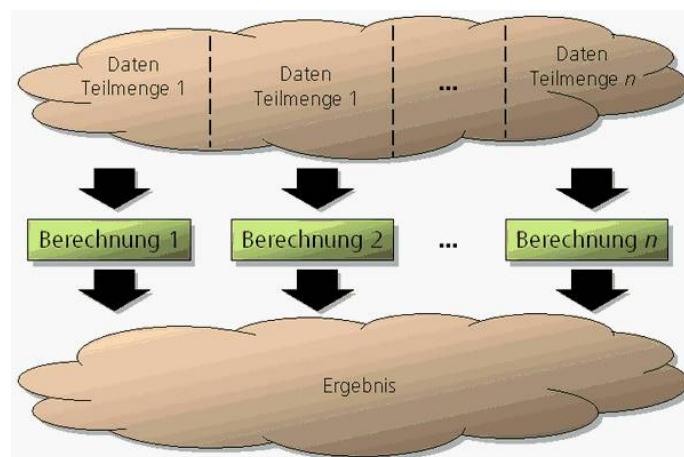 Daten
Teilmenge 1
Daten
Teilmenge 1
...
Daten
Teilmenge n
Berechnung 1
Berechnung 2
...
Berechnung n
Ergebnis